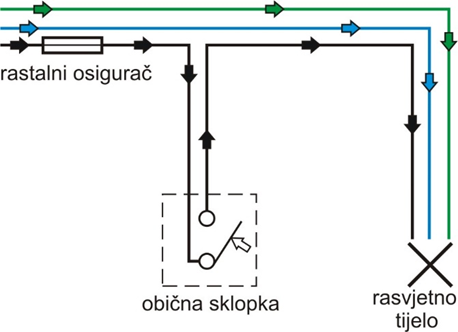 rastalni osigurač
obična sklopka
rasvjetno
tijelo